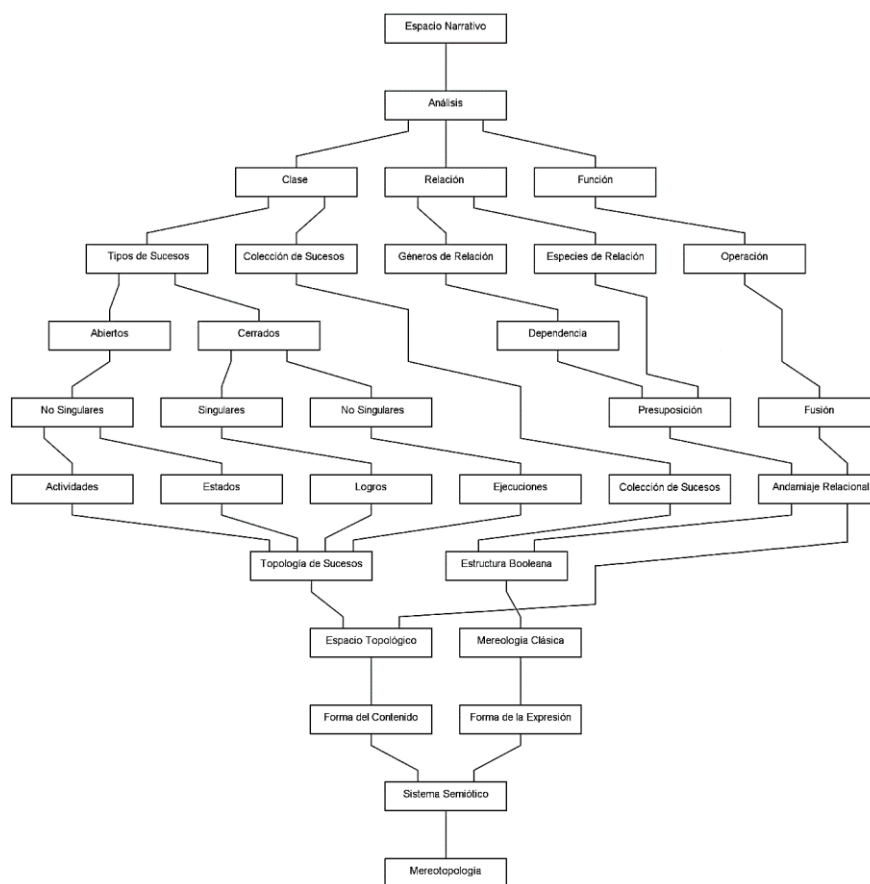 Espacio Narrativo
Análisis
Clase
Relación
Función
Tipos de Sucesos
Colección de Sucesos
Géneros de Relación
Especies de Relación
Operación
Abiertos
Cerrados
Dependencia
No Singulares
Singulares
No Singulares
Presuposición
Fusión
Actividades
Estados
Logros
Ejecuciones
Colección de Sucesos
Andamiaje Relacional
Topología de Sucesos
Estructura Booleana
Espacio Topológico
Mereología Clásica
Forma del Contenido
Forma de la Expresión
Sistema Semiótico
Mereotopología